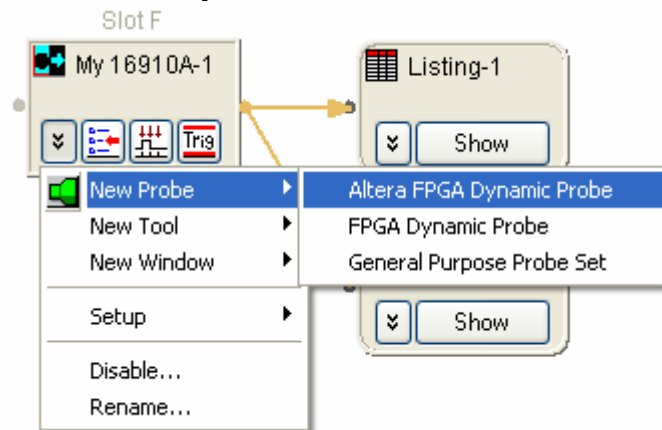 Slot F
My 16910A-1
Listing-1
Trig
Show
New Probe
Altera FPGA Dynamic Probe
New Tool
FPGA Dynamic Probe
New Window
General Purpose Probe Set
Setup
Show
Disable...
Rename...